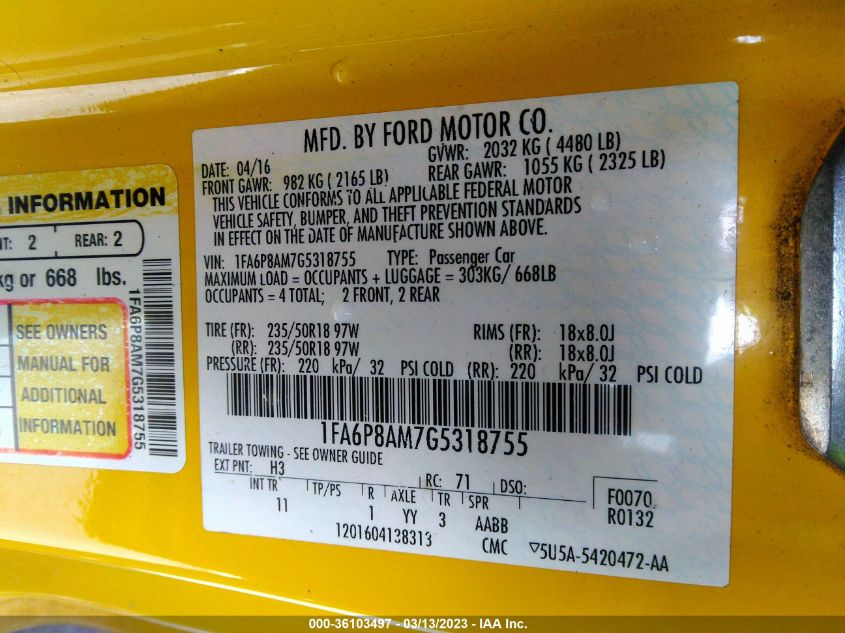 MFD. BY FORD MOTOR CO.
DATE: 04/16 GVWR: 2032 KG ( 4480 LB)
FRONT GAWR: 982 KG ( 2165 LB) REAR GAWR: 1055 KG ( 2325 LB)
THIS VEHICLE CONFORMS TO ALL APPLICABLE FEDERAL MOTOR
VEHICLE SAFETY, BUMPER, AND THEFT PREVENTION STANDARDS
IN EFFECT ON THE DATE OF MANUFACTURE SHOWN ABOVE.
VIN: 1FA6P8AM7G5318755 TYPE: Passenger Car
MAXIMUM LOAD = OCCUPANTS + LUGGAGE = 303KG/ 668LB
OCCUPANTS = 4 TOTAL; 2 FRONT, 2 REAR
TIRE (FR): 235/50R18 97W RIMS (FR): 18x8.0J
(RR): 235/50R18 97W (RR): 18x8.0J
PRESSURE (FR): 220 kPa/ 32 PSI COLD (RR): 220 kPa/ 32 PSI COLD
1FA6P8AM7G5318755
TRAILER TOWING - SEE OWNER GUIDE
EXT PNT: H3 RC: 71 DSO:
INT TR TP/PS R AXLE TR SPR
11 1 YY 3 AABB
F0070
R0132
1201604138313 CMC ▽5U5A-5420472-AA
INFORMATION
2 REAR: 2
kg or 668 lbs.
SEE OWNERS
MANUAL FOR
ADDITIONAL
INFORMATION
1FA6P8AM7G5318755
000-36103497 - 03/13/2023 - IAA Inc.